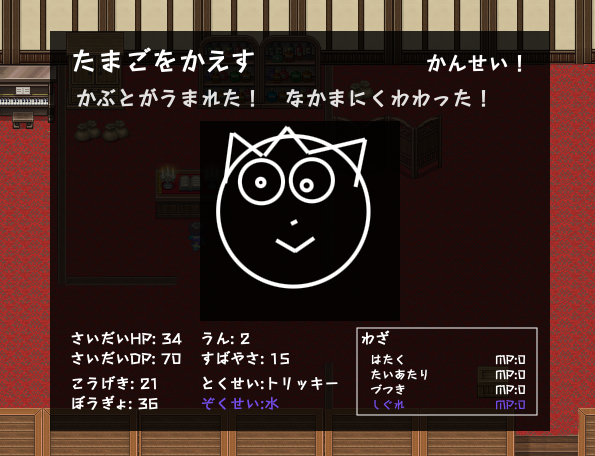 たまごをかえす
かんせい！
かぶとがうまれた！　なかまにくわわった！
さいだいHP: 34
さいだいDP: 70
こうげき: 21
ぼうぎょ: 36
うん: 2
すばやさ: 15
とくせい:トリッキー
ぞくせい:水
わざ
はたく MP:0
たいあたり MP:0
づつき MP:0
しぐれ MP:0